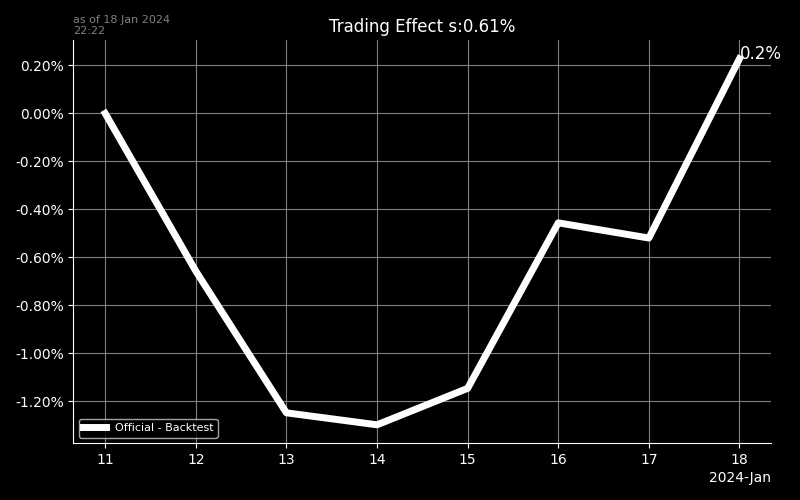 as of 18 Jan 2024
22:22
Trading Effect s:0.61%
0.2%
0.20%
0.00%
-0.20%
-0.40%
-0.60%
-0.80%
-1.00%
-1.20%
Official - Backtest
11 12 13 14 15 16 17 18
2024-Jan